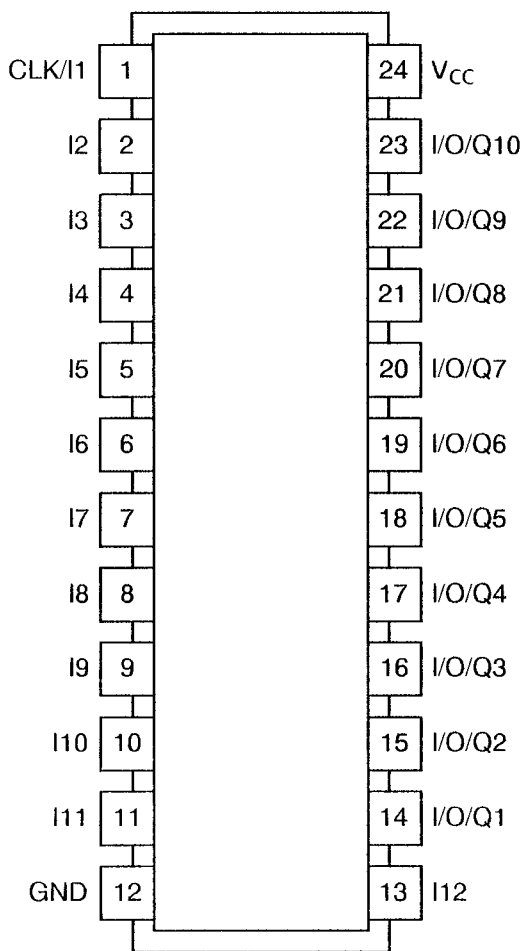 CLK/I1 1 24 VCC
I2 2 23 I/O/Q10
I3 3 22 I/O/Q9
I4 4 21 I/O/Q8
I5 5 20 I/O/Q7
I6 6 19 I/O/Q6
I7 7 18 I/O/Q5
I8 8 17 I/O/Q4
I9 9 16 I/O/Q3
I10 10 15 I/O/Q2
I11 11 14 I/O/Q1
GND 12 13 I12